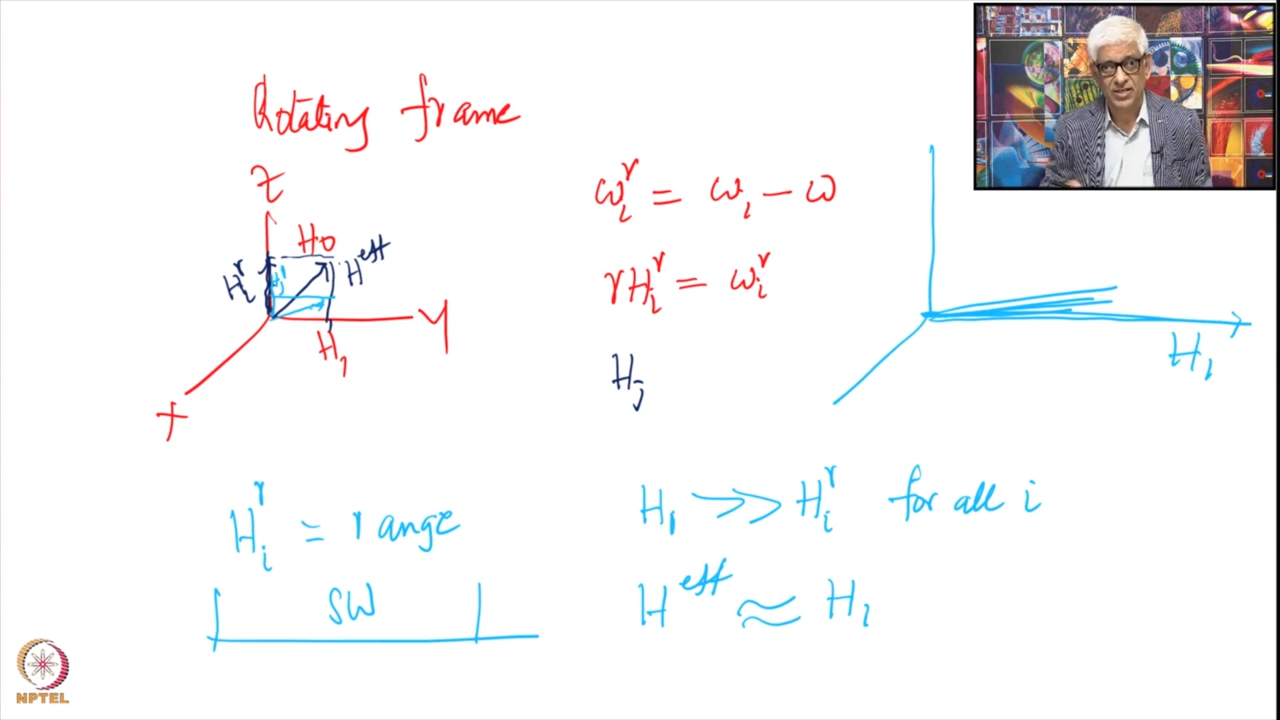 Rotating frame
Z
H₀
Hᵢʳ
Hⱼʳ
Hᵉᶠᶠ
H₁
Y
X
ωᵢʳ = ωᵢ − ω
γHᵢʳ = ωᵢʳ
Hⱼ
H₁
Hᵢʳ = range
SW
H₁ >> Hᵢʳ for all i
Hᵉᶠᶠ ≈ H₁
NPTEL